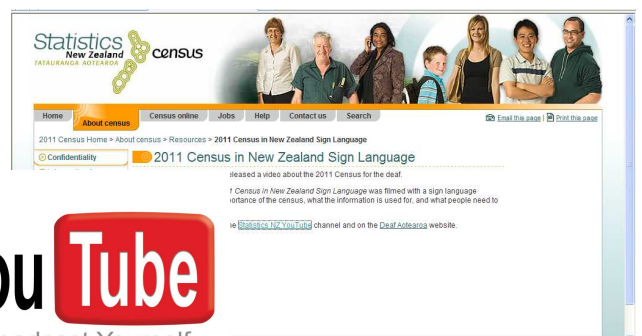 Statistics
New Zealand
TATAURANGA AOTEAROA
census
Home About census Census online Jobs Help Contact us Search
Email this page | Print this page
2011 Census Home > About census > Resources > 2011 Census in New Zealand Sign Language
Confidentiality
2011 Census in New Zealand Sign Language
eleased a video about the 2011 Census for the deaf.
Census in New Zealand Sign Language was filmed with a sign language
portance of the census, what the information is used for, and what people need to
Statistics NZ YouTube channel and on the Deaf Aotearoa website.
ou Tube